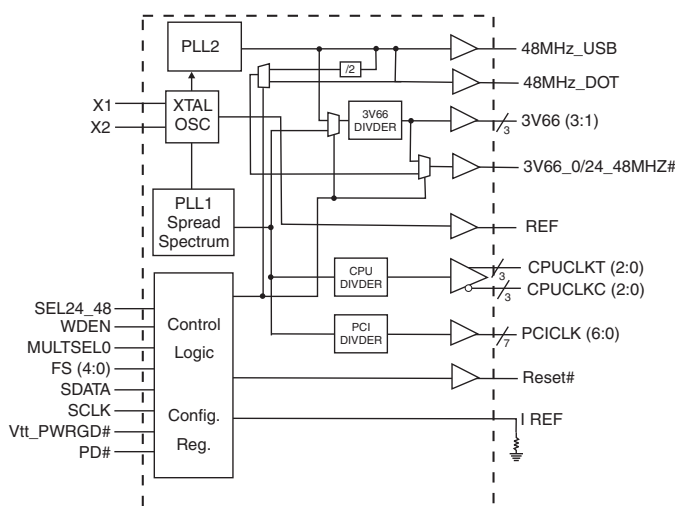 PLL2
/2
48MHz_USB
48MHz_DOT
X1
X2
XTAL
OSC
3V66
DIVDER
3
3V66 (3:1)
3V66_0/24_48MHZ#
PLL1
Spread
Spectrum
REF
CPU
DIVDER
3
CPUCLKT (2:0)
3
CPUCLKC (2:0)
PCI
DIVDER
7
PCICLK (6:0)
SEL24_48
WDEN
MULTSEL0
FS (4:0)
SDATA
SCLK
Vtt_PWRGD#
PD#
Control
Logic
Config.
Reg.
Reset#
I REF